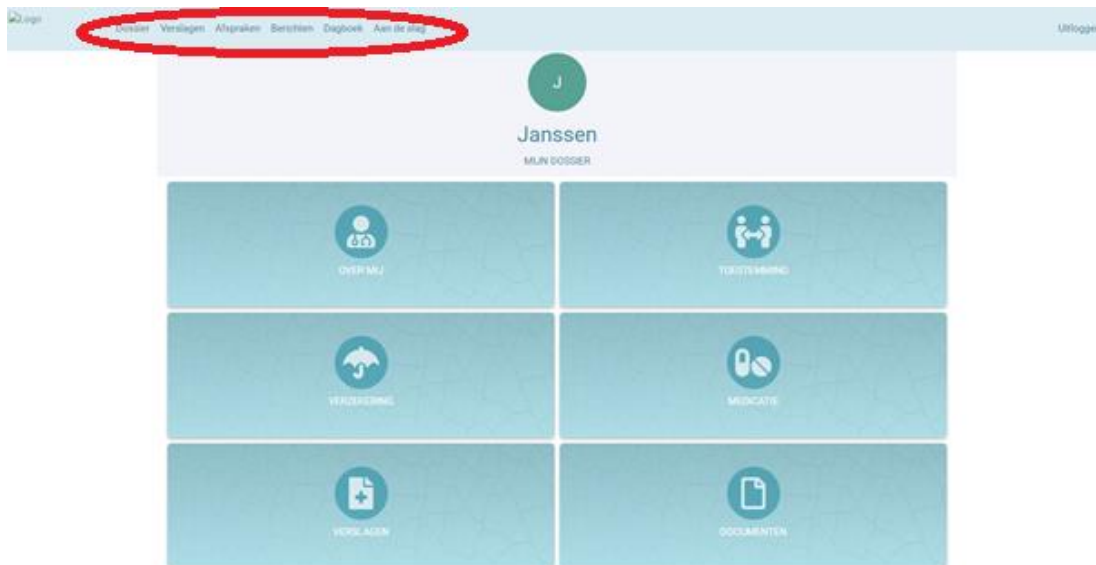 Logo
Dossier Verslagen Afspraken Berichten Dagboek Aan de slag
Uitlogge
J
Janssen
MIJN DOSSIER
OVER MIJ
TOESTEMMING
VERZEKERING
MEDICATIE
VERSLAGEN
DOCUMENTEN